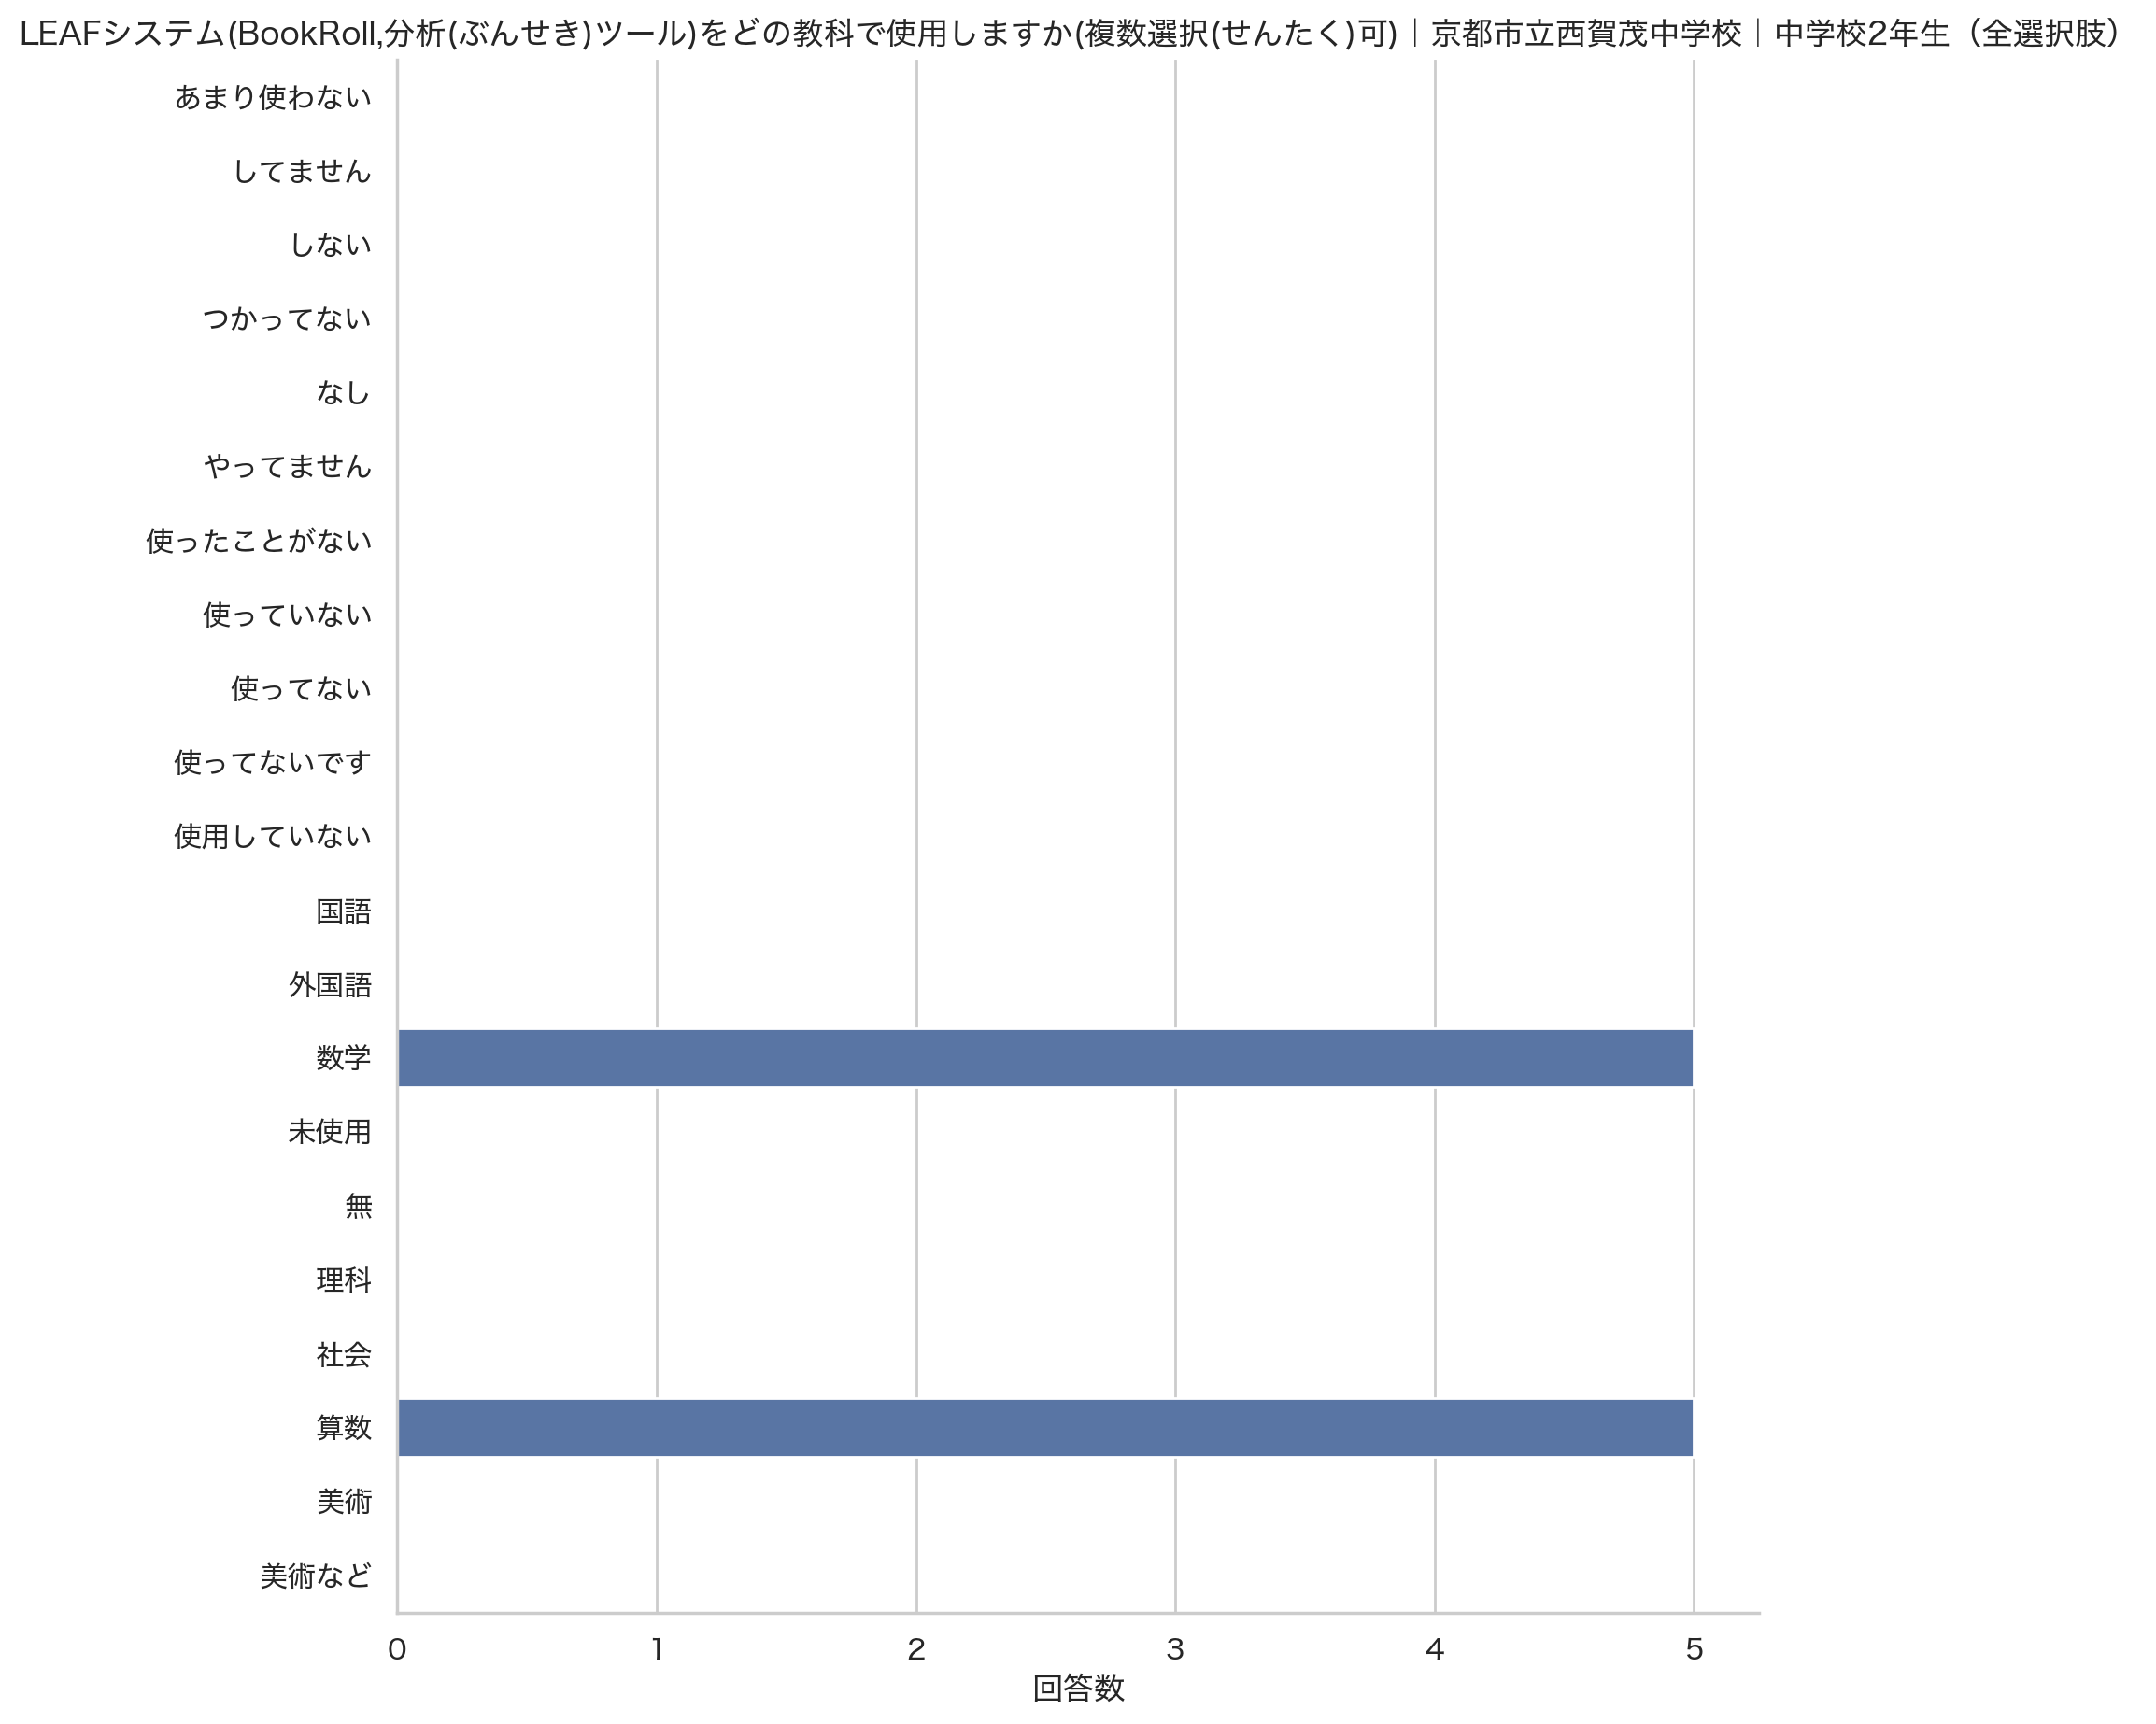 LEAFシステム(BookRoll,分析(ぶんせき)ツール)をどの教科で使用しますか(複数選択(せんたく)可)｜京都市立西賀茂中学校｜中学校2年生（全選択肢）
あまり使わない
してません
しない
つかってない
なし
やってません
使ったことがない
使っていない
使ってない
使ってないです
使用していない
国語
外国語
数学
未使用
無
理科
社会
算数
美術
美術など
0 1 2 3 4 5
回答数